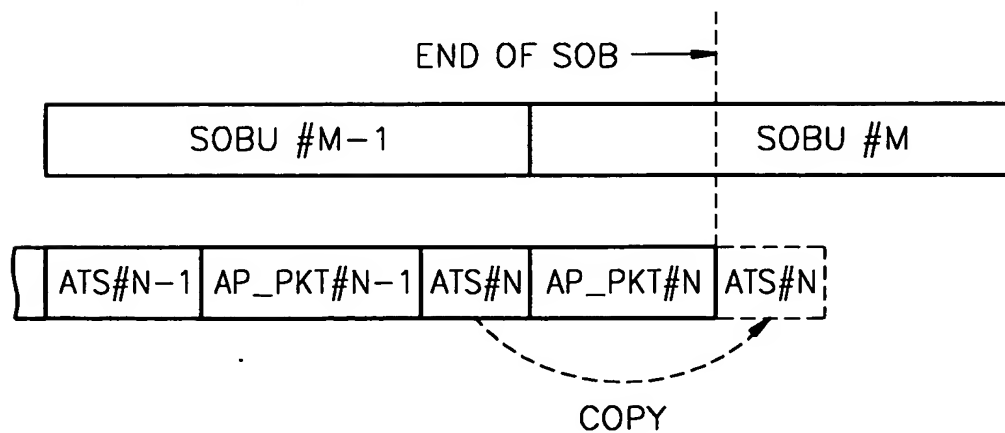 END OF SOB
SOBU #M-1 SOBU #M
ATS#N-1 AP_PKT#N-1 ATS#N AP_PKT#N ATS#N
COPY